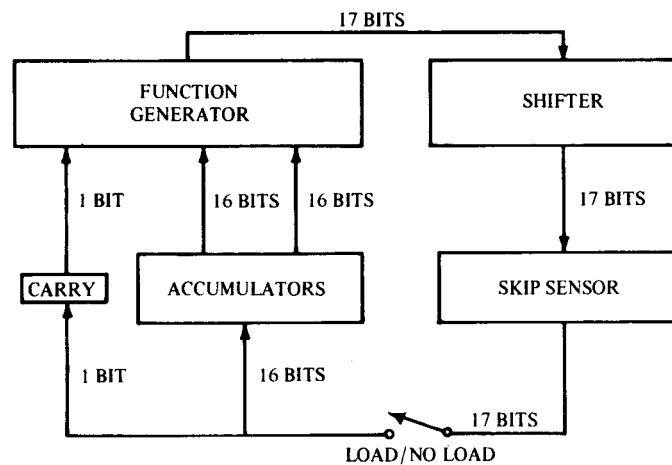 17 BITS
FUNCTION
GENERATOR
SHIFTER
1 BIT
16 BITS
16 BITS
17 BITS
CARRY
ACCUMULATORS
SKIP SENSOR
1 BIT
16 BITS
17 BITS
LOAD/NO LOAD